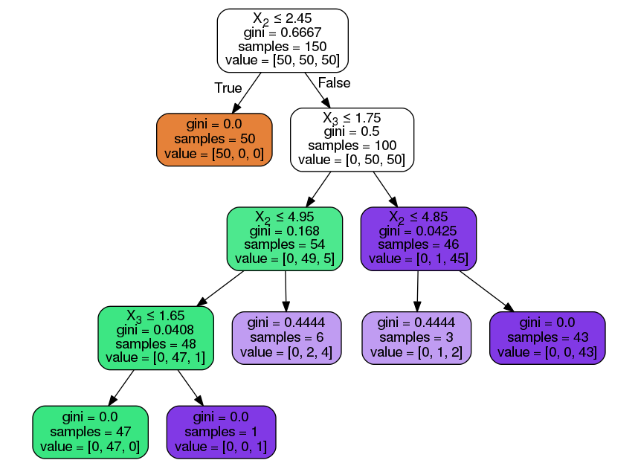 X₂ ≤ 2.45
gini = 0.6667
samples = 150
value = [50, 50, 50]
True
False
gini = 0.0
samples = 50
value = [50, 0, 0]
X₃ ≤ 1.75
gini = 0.5
samples = 100
value = [0, 50, 50]
X₂ ≤ 4.95
gini = 0.168
samples = 54
value = [0, 49, 5]
X₂ ≤ 4.85
gini = 0.0425
samples = 46
value = [0, 1, 45]
X₃ ≤ 1.65
gini = 0.0408
samples = 48
value = [0, 47, 1]
gini = 0.4444
samples = 6
value = [0, 2, 4]
gini = 0.4444
samples = 3
value = [0, 1, 2]
gini = 0.0
samples = 43
value = [0, 0, 43]
gini = 0.0
samples = 47
value = [0, 47, 0]
gini = 0.0
samples = 1
value = [0, 0, 1]